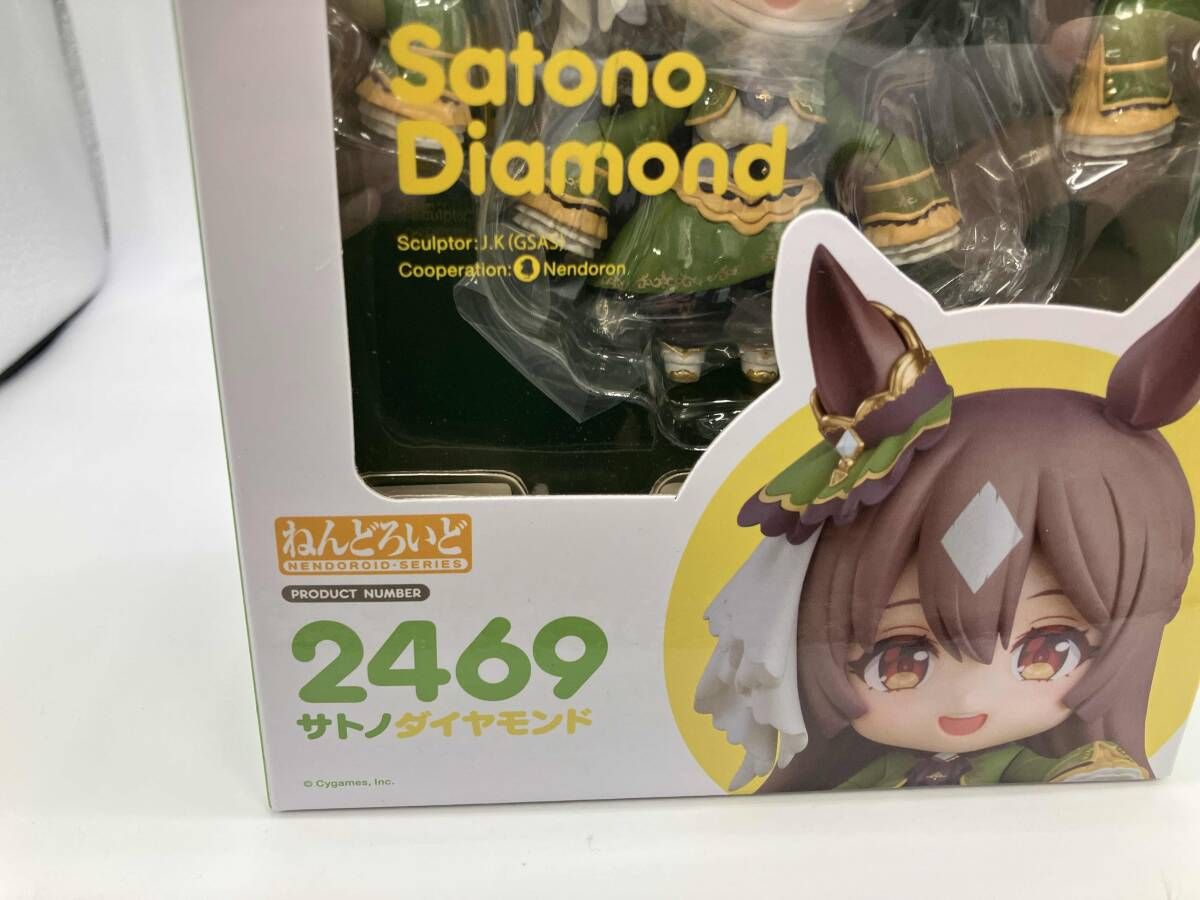 Satono
Diamond
Sculptor:J.K(GSAS)
Cooperation: Nendoron
ねんどろいど
NENDOROID·SERIES
PRODUCT NUMBER
2469
サトノダイヤモンド
© Cygames, Inc.